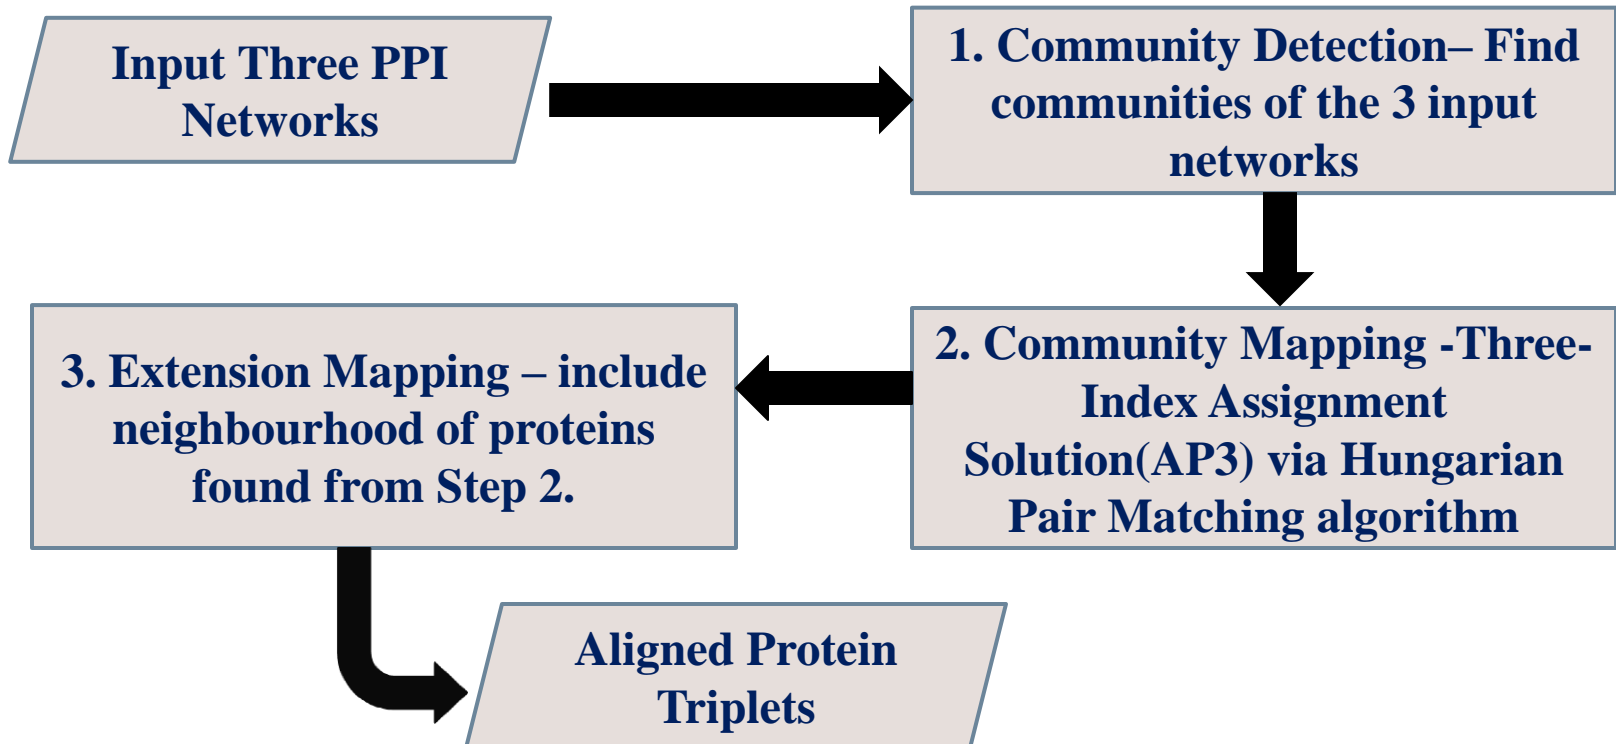 Input Three PPI
Networks
1. Community Detection– Find
communities of the 3 input
networks
2. Community Mapping -Three-
Index Assignment
Solution(AP3) via Hungarian
Pair Matching algorithm
3. Extension Mapping – include
neighbourhood of proteins
found from Step 2.
Aligned Protein
Triplets